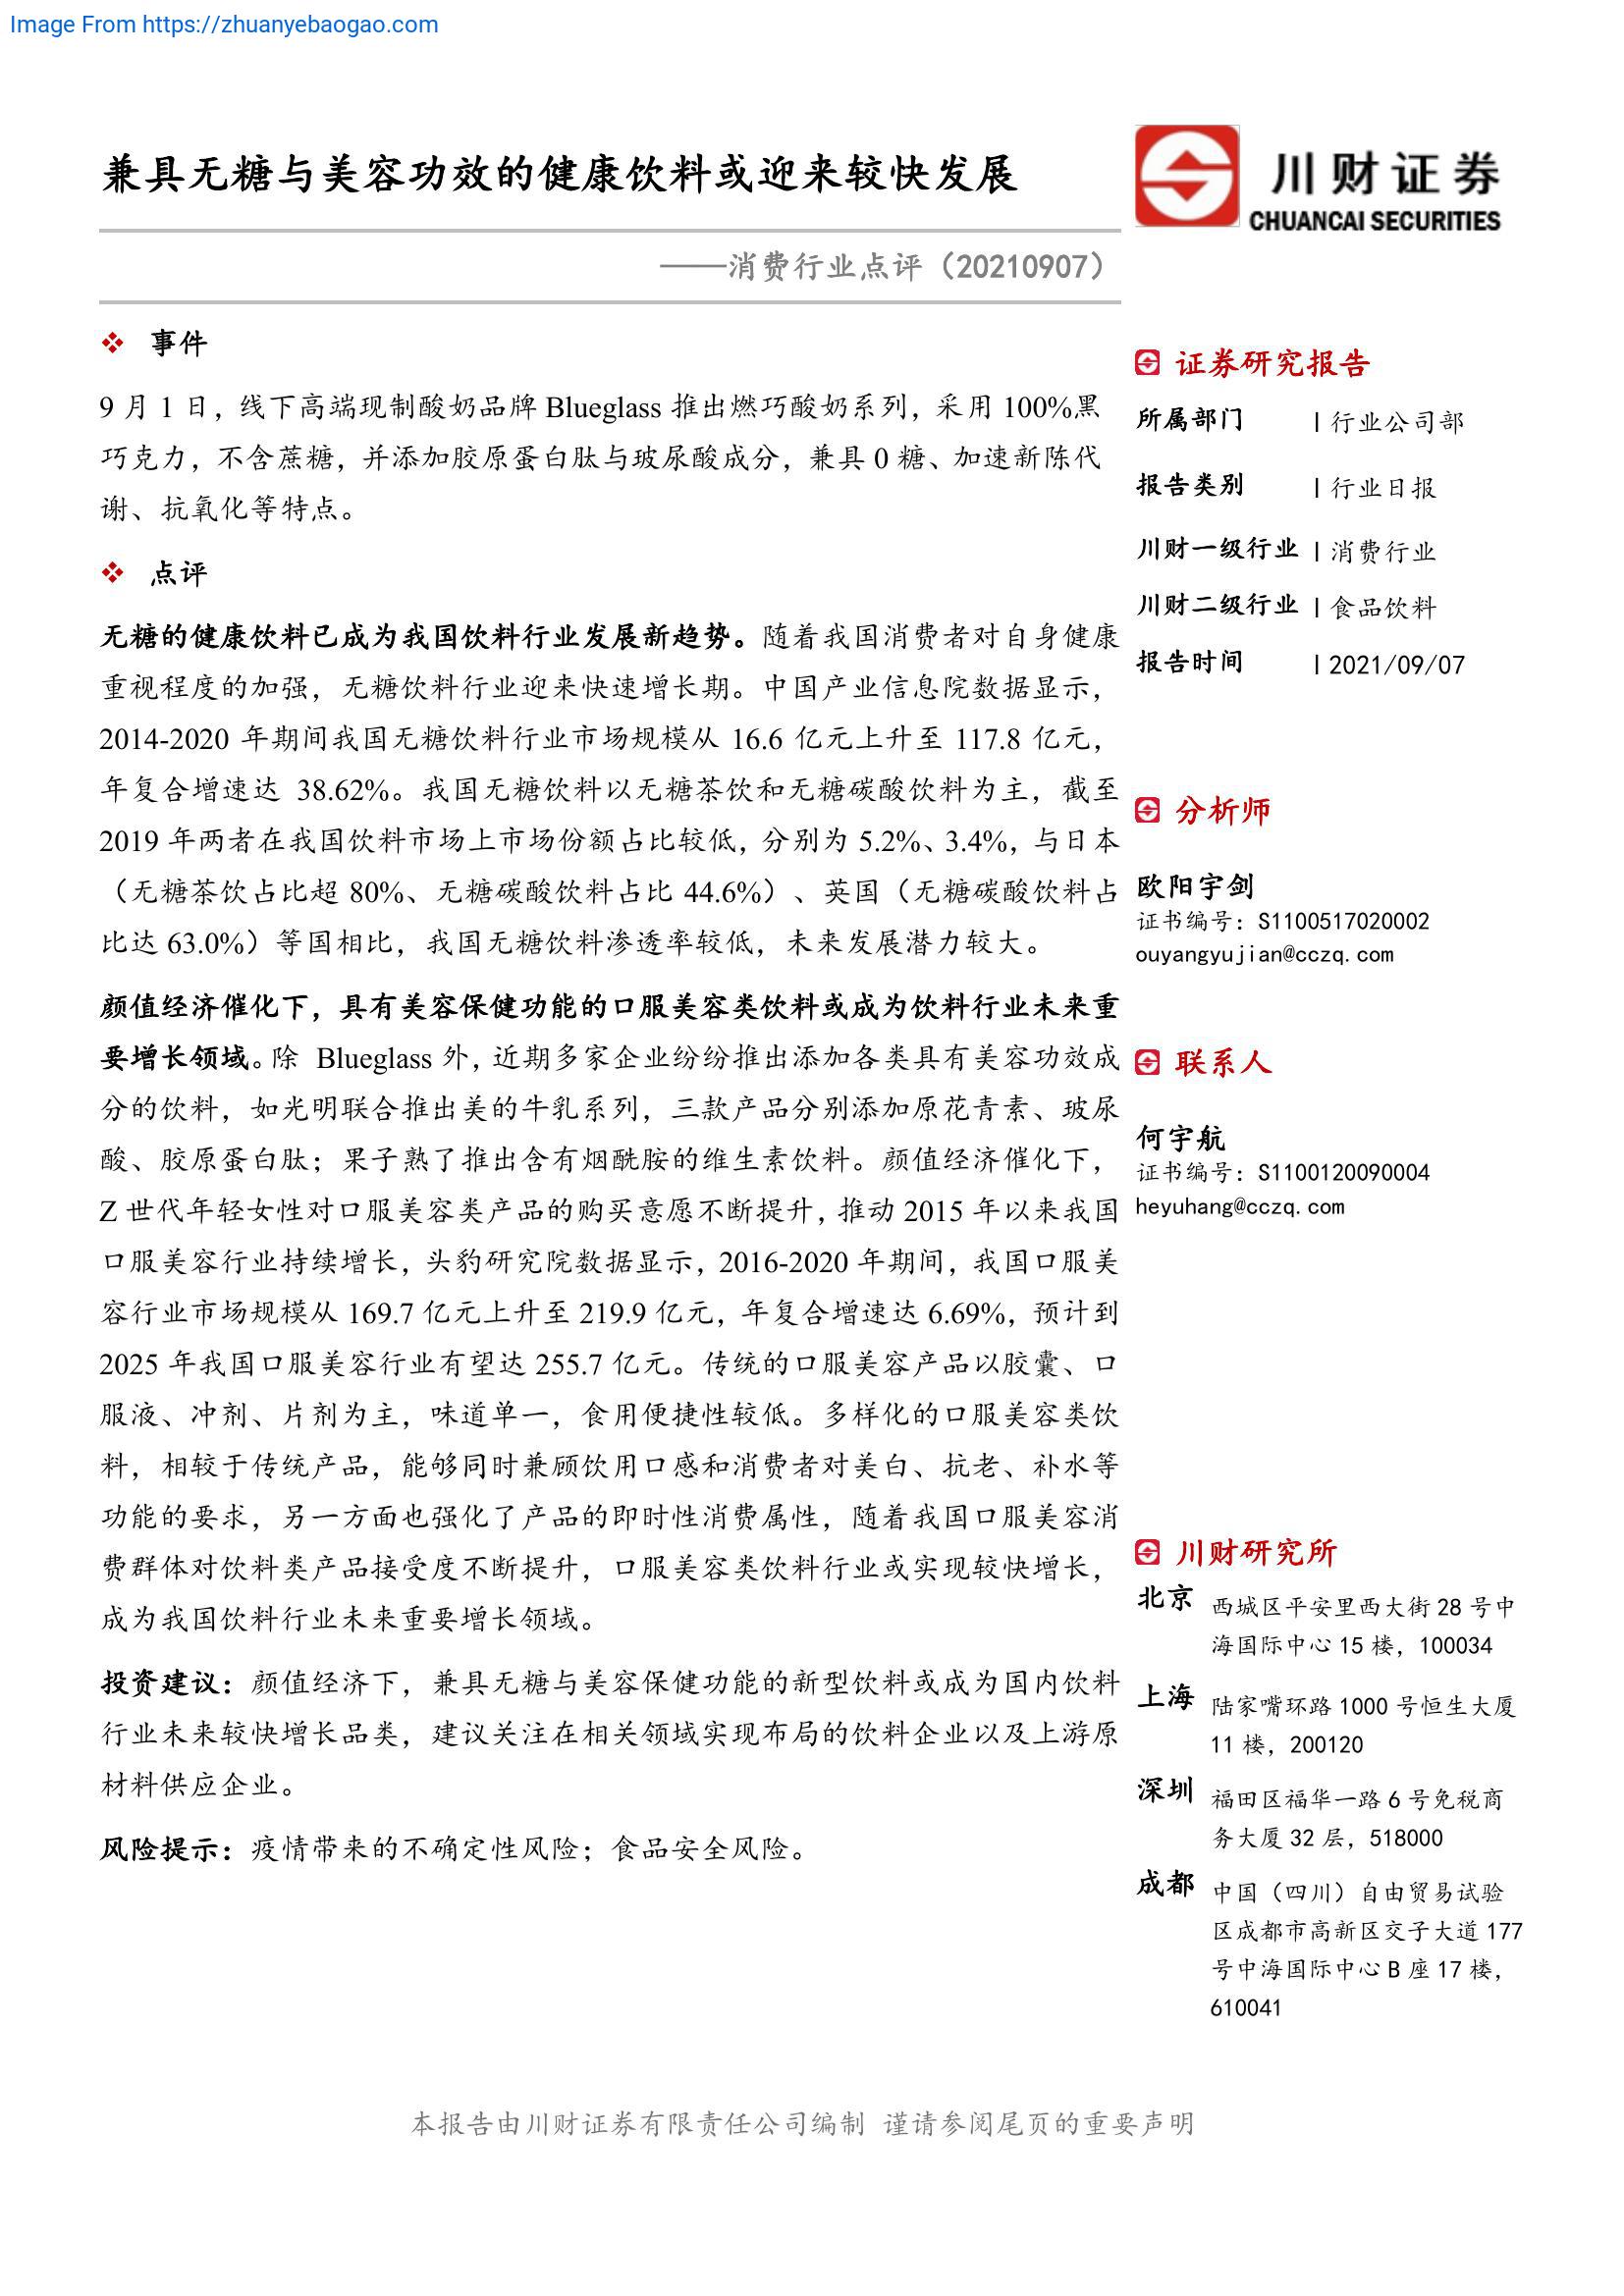 Image From https://zhuanyebaogao.com
兼具无糖与美容功效的健康饮料或迎来较快发展
川财证券
CHUANCAI SECURITIES
——消费行业点评（20210907）
❖ 事件
9 月 1 日，线下高端现制酸奶品牌 Blueglass 推出燃巧酸奶系列，采用 100%黑
巧克力，不含蔗糖，并添加胶原蛋白肽与玻尿酸成分，兼具 0 糖、加速新陈代
谢、抗氧化等特点。
❖ 点评
无糖的健康饮料已成为我国饮料行业发展新趋势。随着我国消费者对自身健康
重视程度的加强，无糖饮料行业迎来快速增长期。中国产业信息院数据显示，
2014-2020 年期间我国无糖饮料行业市场规模从 16.6 亿元上升至 117.8 亿元，
年复合增速达 38.62%。我国无糖饮料以无糖茶饮和无糖碳酸饮料为主，截至
2019 年两者在我国饮料市场上市场份额占比较低，分别为 5.2%、3.4%，与日本
（无糖茶饮占比超 80%、无糖碳酸饮料占比 44.6%）、英国（无糖碳酸饮料占
比达 63.0%）等国相比，我国无糖饮料渗透率较低，未来发展潜力较大。
颜值经济催化下，具有美容保健功能的口服美容类饮料或成为饮料行业未来重
要增长领域。除 Blueglass 外，近期多家企业纷纷推出添加各类具有美容功效成
分的饮料，如光明联合推出美的牛乳系列，三款产品分别添加原花青素、玻尿
酸、胶原蛋白肽；果子熟了推出含有烟酰胺的维生素饮料。颜值经济催化下，
Z 世代年轻女性对口服美容类产品的购买意愿不断提升，推动 2015 年以来我国
口服美容行业持续增长，头豹研究院数据显示，2016-2020 年期间，我国口服美
容行业市场规模从 169.7 亿元上升至 219.9 亿元，年复合增速达 6.69%，预计到
2025 年我国口服美容行业有望达 255.7 亿元。传统的口服美容产品以胶囊、口
服液、冲剂、片剂为主，味道单一，食用便捷性较低。多样化的口服美容类饮
料，相较于传统产品，能够同时兼顾饮用口感和消费者对美白、抗老、补水等
功能的要求，另一方面也强化了产品的即时性消费属性，随着我国口服美容消
费群体对饮料类产品接受度不断提升，口服美容类饮料行业或实现较快增长，
成为我国饮料行业未来重要增长领域。
投资建议：颜值经济下，兼具无糖与美容保健功能的新型饮料或成为国内饮料
行业未来较快增长品类，建议关注在相关领域实现布局的饮料企业以及上游原
材料供应企业。
风险提示：疫情带来的不确定性风险；食品安全风险。
证券研究报告
所属部门 | 行业公司部
报告类别 | 行业日报
川财一级行业 | 消费行业
川财二级行业 | 食品饮料
报告时间 | 2021/09/07
分析师
欧阳宇剑
证书编号：S1100517020002
ouyangyujian@cczq.com
联系人
何宇航
证书编号：S1100120090004
heyuhang@cczq.com
川财研究所
北京 西城区平安里西大街 28 号中
海国际中心 15 楼，100034
上海 陆家嘴环路 1000 号恒生大厦
11 楼，200120
深圳 福田区福华一路 6 号免税商
务大厦 32 层，518000
成都 中国（四川）自由贸易试验
区成都市高新区交子大道 177
号中海国际中心 B 座 17 楼，
610041
本报告由川财证券有限责任公司编制 谨请参阅尾页的重要声明